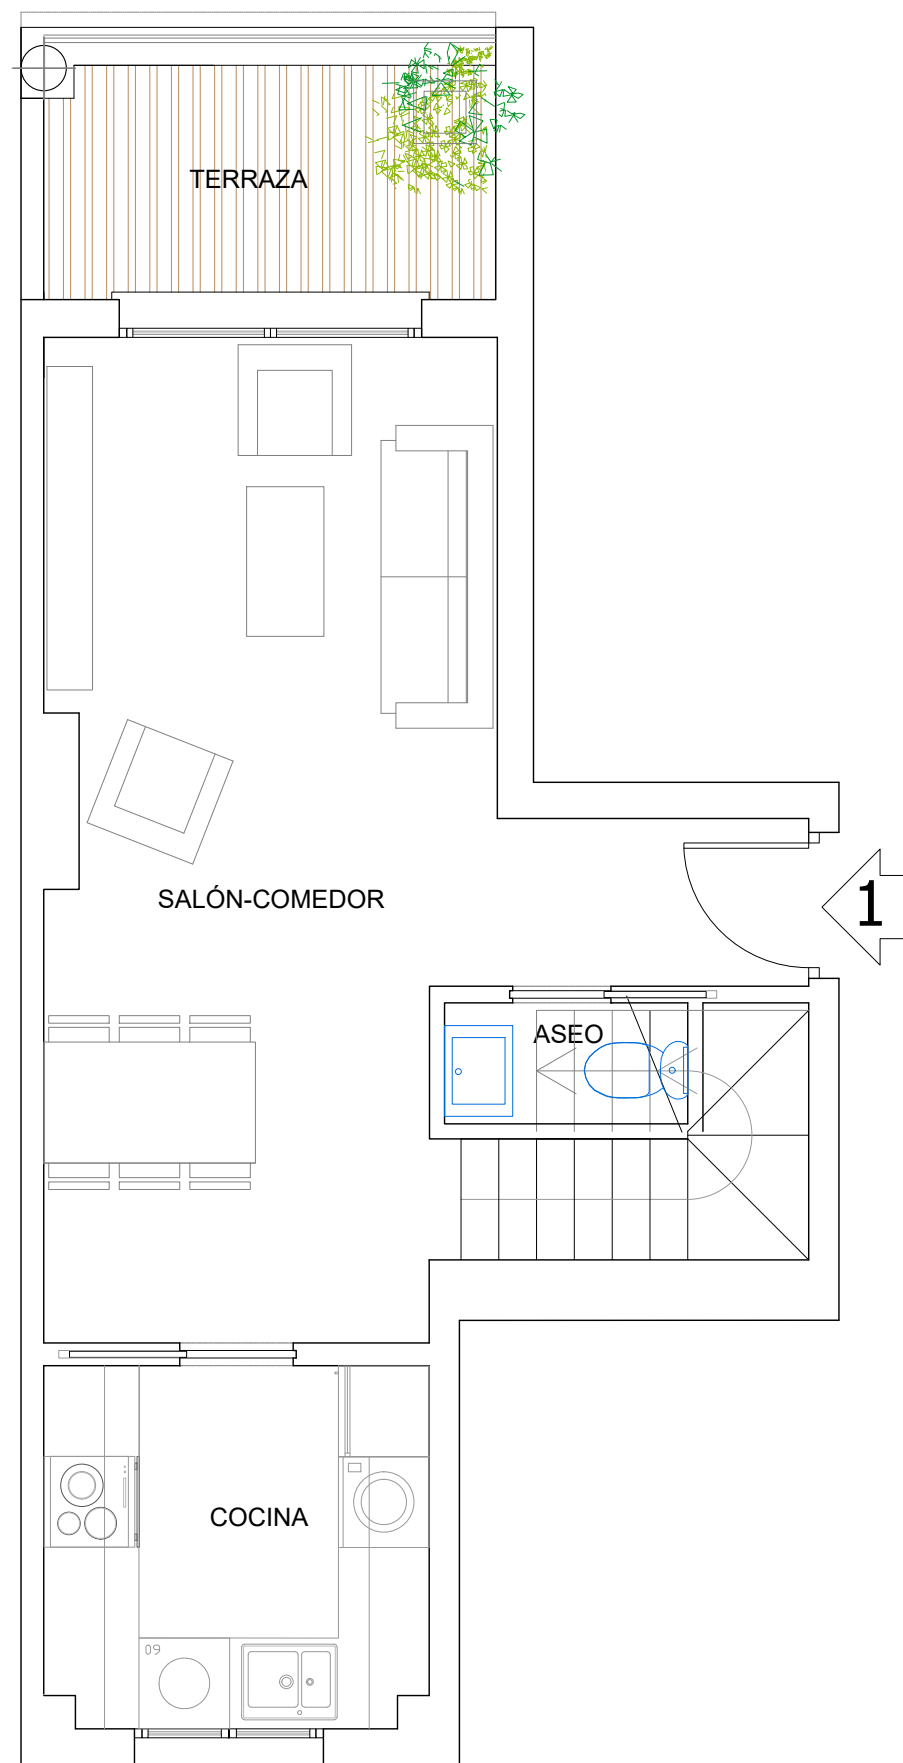 TERRAZA
SALÓN-COMEDOR
1
ASEO
COCINA
60